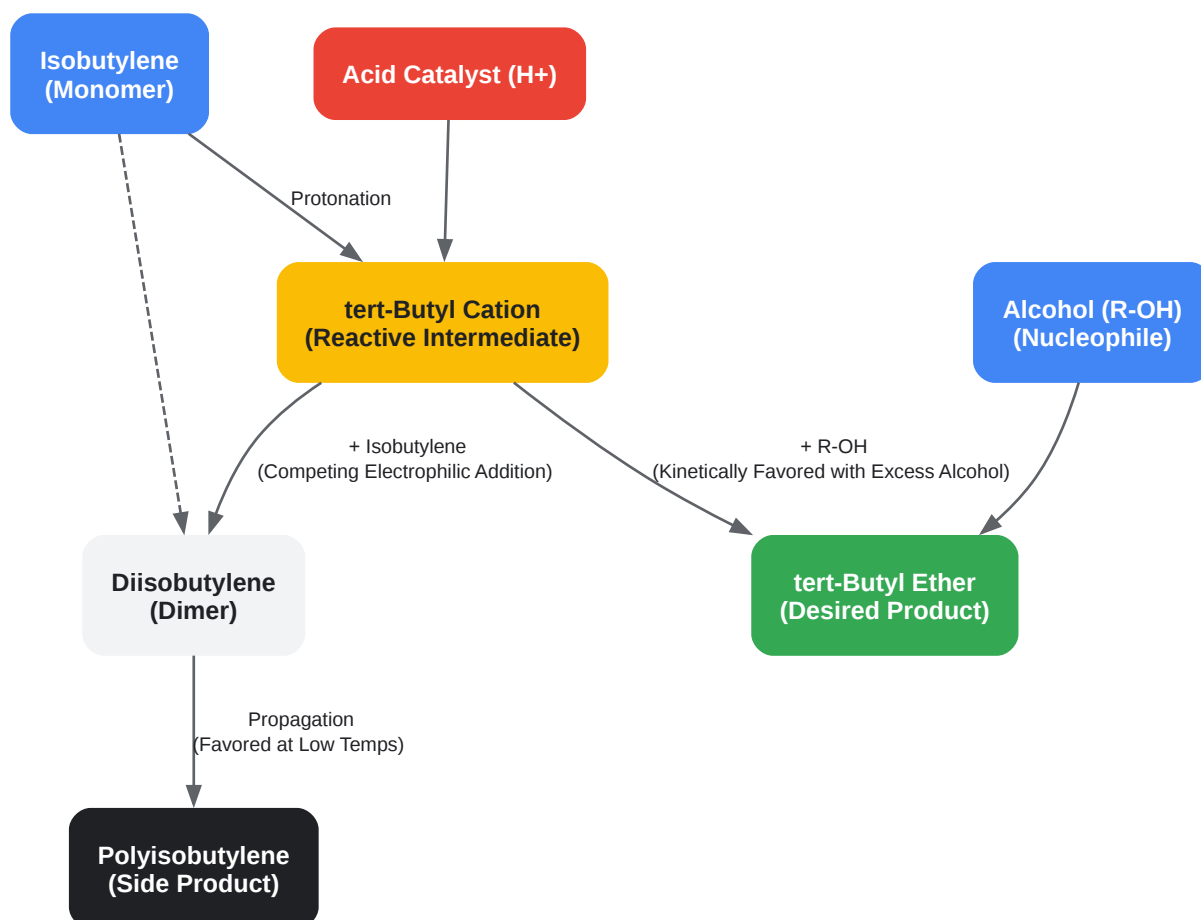 Isobutylene
(Monomer)
Acid Catalyst (H+)
Protonation
tert-Butyl Cation
(Reactive Intermediate)
Alcohol (R-OH)
(Nucleophile)
+ Isobutylene
(Competing Electrophilic Addition)
+ R-OH
(Kinetically Favored with Excess Alcohol)
Diisobutylene
(Dimer)
tert-Butyl Ether
(Desired Product)
Propagation
(Favored at Low Temps)
Polyisobutylene
(Side Product)